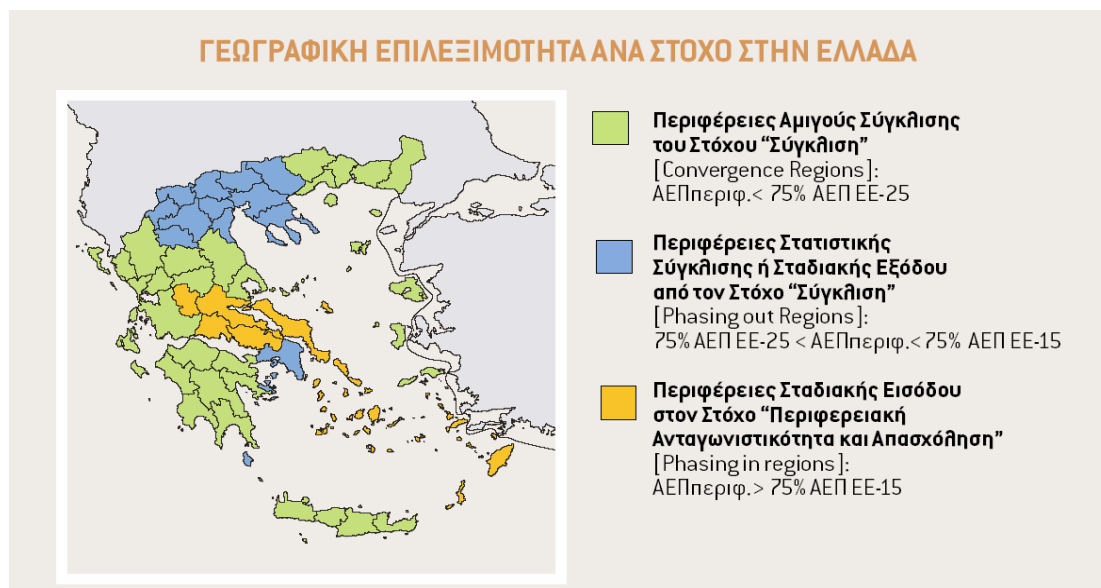 ΓΕΩΓΡΑΦΙΚΗ ΕΠΙΛΕΞΙΜΟΤΗΤΑ ΑΝΑ ΣΤΟΧΟ ΣΤΗΝ ΕΛΛΑΔΑ
Περιφέρειες Αμιγούς Σύγκλισης
του Στόχου "Σύγκλιση"
[Convergence Regions]:
ΑΕΠπεριφ.< 75% ΑΕΠ ΕΕ-25
Περιφέρειες Στατιστικής
Σύγκλισης ή Σταδιακής Εξόδου
από τον Στόχο "Σύγκλιση"
[Phasing out Regions]:
75% ΑΕΠ ΕΕ-25 < ΑΕΠπεριφ.< 75% ΑΕΠ ΕΕ-15
Περιφέρειες Σταδιακής Εισόδου
στον Στόχο "Περιφερειακή
Ανταγωνιστικότητα και Απασχόληση"
[Phasing in regions]:
ΑΕΠπεριφ.> 75% ΑΕΠ ΕΕ-15